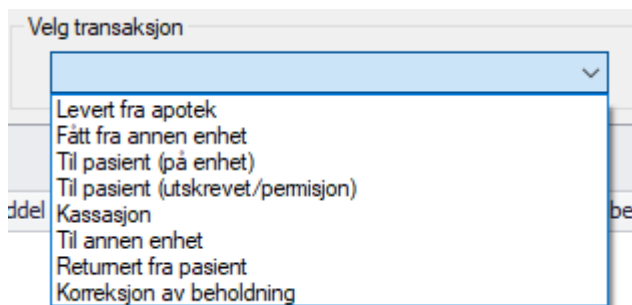 Velg transaksjon
Levert fra apotek
Fått fra annen enhet
Til pasient (på enhet)
Til pasient (utskrevet/permisjon)
Kassasjon
Til annen enhet
Returnert fra pasient
Korreksjon av beholdning